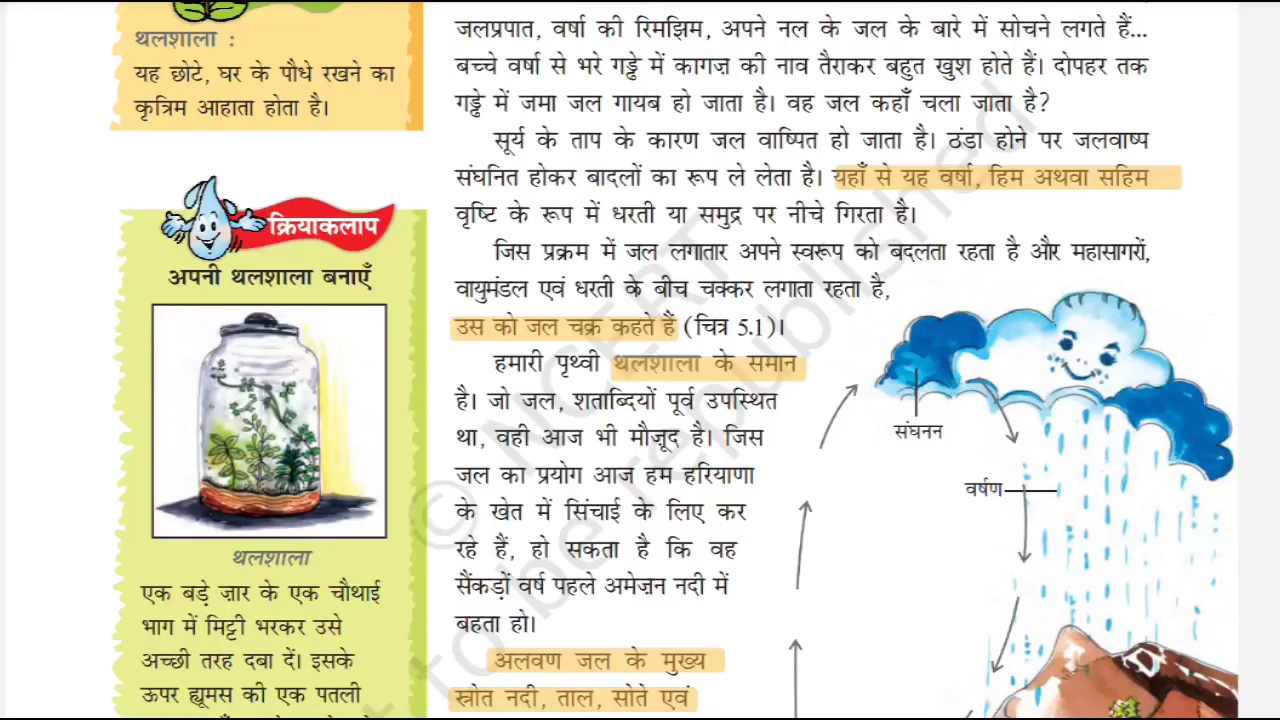 थलशाला :
यह छोटे, घर के पौधे रखने का
कृत्रिम आहाता होता है।
क्रियाकलाप
अपनी थलशाला बनाएँ
थलशाला
एक बड़े ज़ार के एक चौथाई
भाग में मिट्टी भरकर उसे
अच्छी तरह दबा दें। इसके
ऊपर ह्यूमस की एक पतली
जलप्रपात, वर्षा की रिमझिम, अपने नल के जल के बारे में सोचने लगते हैं...
बच्चे वर्षा से भरे गड्ढे में कागज़ की नाव तैराकर बहुत खुश होते हैं। दोपहर तक
गड्ढे में जमा जल गायब हो जाता है। वह जल कहाँ चला जाता है?
सूर्य के ताप के कारण जल वाष्पित हो जाता है। ठंडा होने पर जलवाष्प
संघनित होकर बादलों का रूप ले लेता है। यहाँ से यह वर्षा, हिम अथवा सहिम
वृष्टि के रूप में धरती या समुद्र पर नीचे गिरता है।
जिस प्रक्रम में जल लगातार अपने स्वरूप को बदलता रहता है और महासागरों,
वायुमंडल एवं धरती के बीच चक्कर लगाता रहता है,
उस को जल चक्र कहते हैं (चित्र 5.1)।
हमारी पृथ्वी थलशाला के समान
है। जो जल, शताब्दियों पूर्व उपस्थित
था, वही आज भी मौज़ूद है। जिस
जल का प्रयोग आज हम हरियाणा
के खेत में सिंचाई के लिए कर
रहे हैं, हो सकता है कि वह
सैंकड़ों वर्ष पहले अमेज़न नदी में
बहता हो।
अलवण जल के मुख्य
स्रोत नदी, ताल, सोते एवं
संघनन
वर्षण
© NCERT
not to be republished